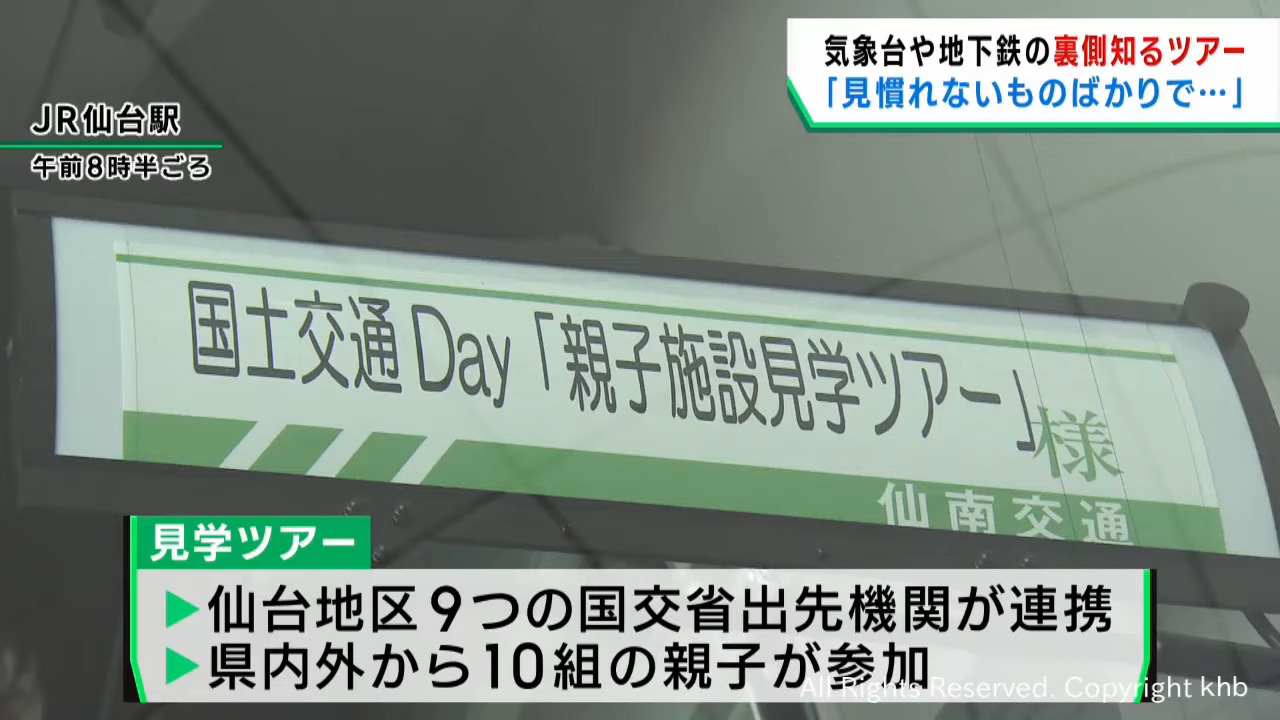 気象台や地下鉄の裏側知るツアー
「見慣れないものばかりで…」
JR仙台駅
午前8時半ごろ
国土交通Day「親子施設見学ツアー」様
仙南交通
見学ツアー
▶仙台地区9つの国交省出先機関が連携
▶県内外から10組の親子が参加
All Rights Reserved. Copyright khb